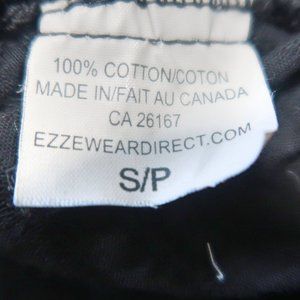 100% COTTON/COTON
MADE IN/FAIT AU CANADA
CA 26167
EZZEWEARDIRECT.COM
S/P